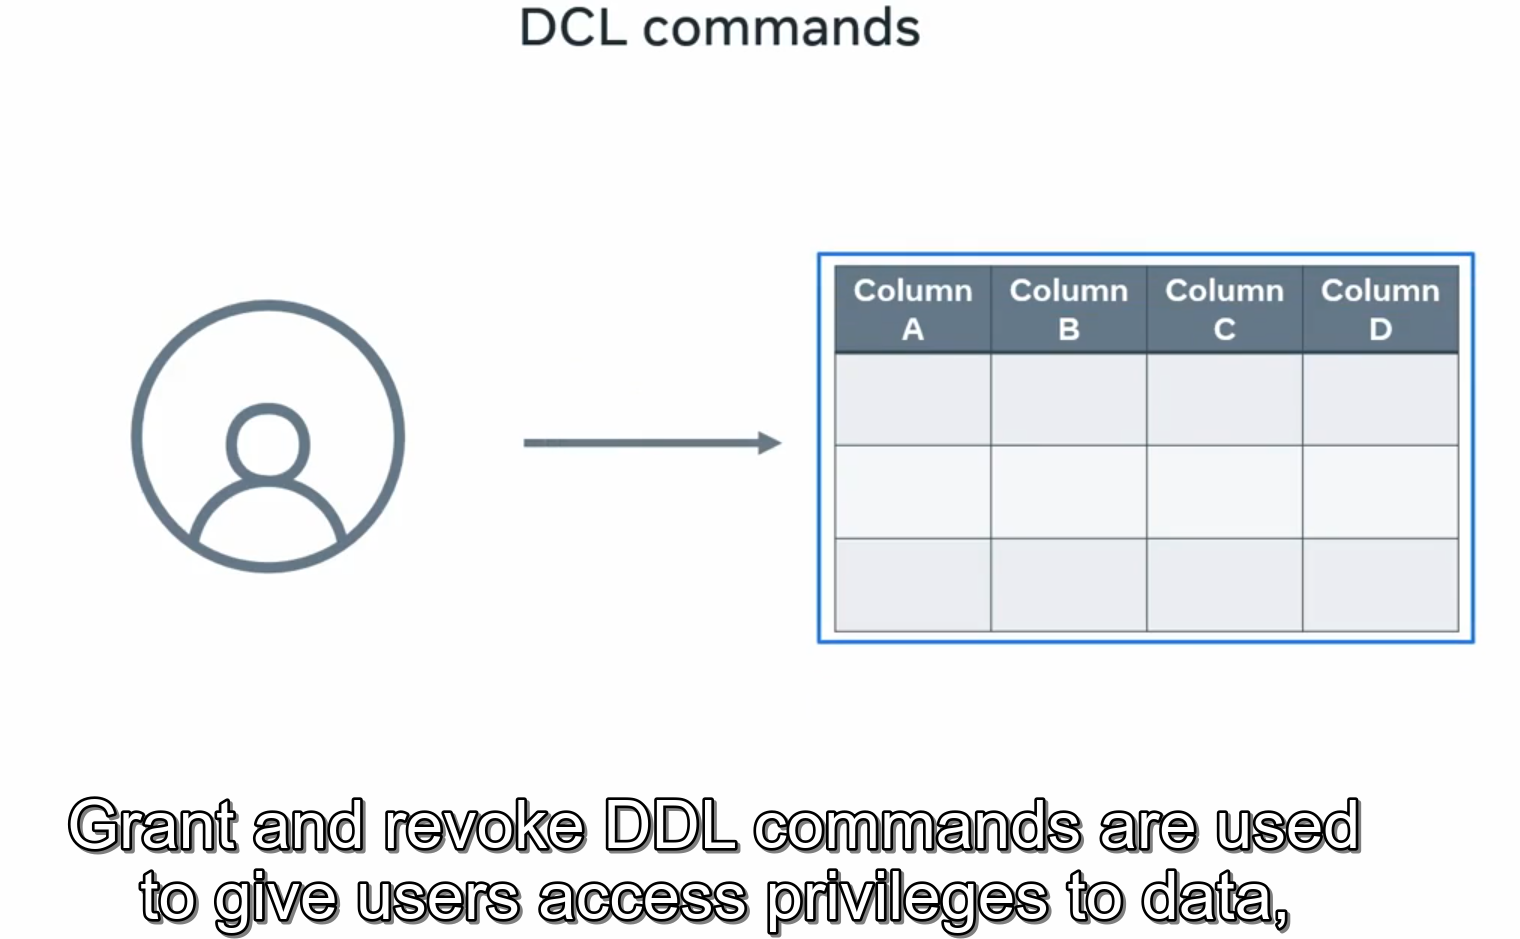 DCL commands
Column Column Column Column
A B C D
Grant and revoke DDL commands are used
to give users access privileges to data,